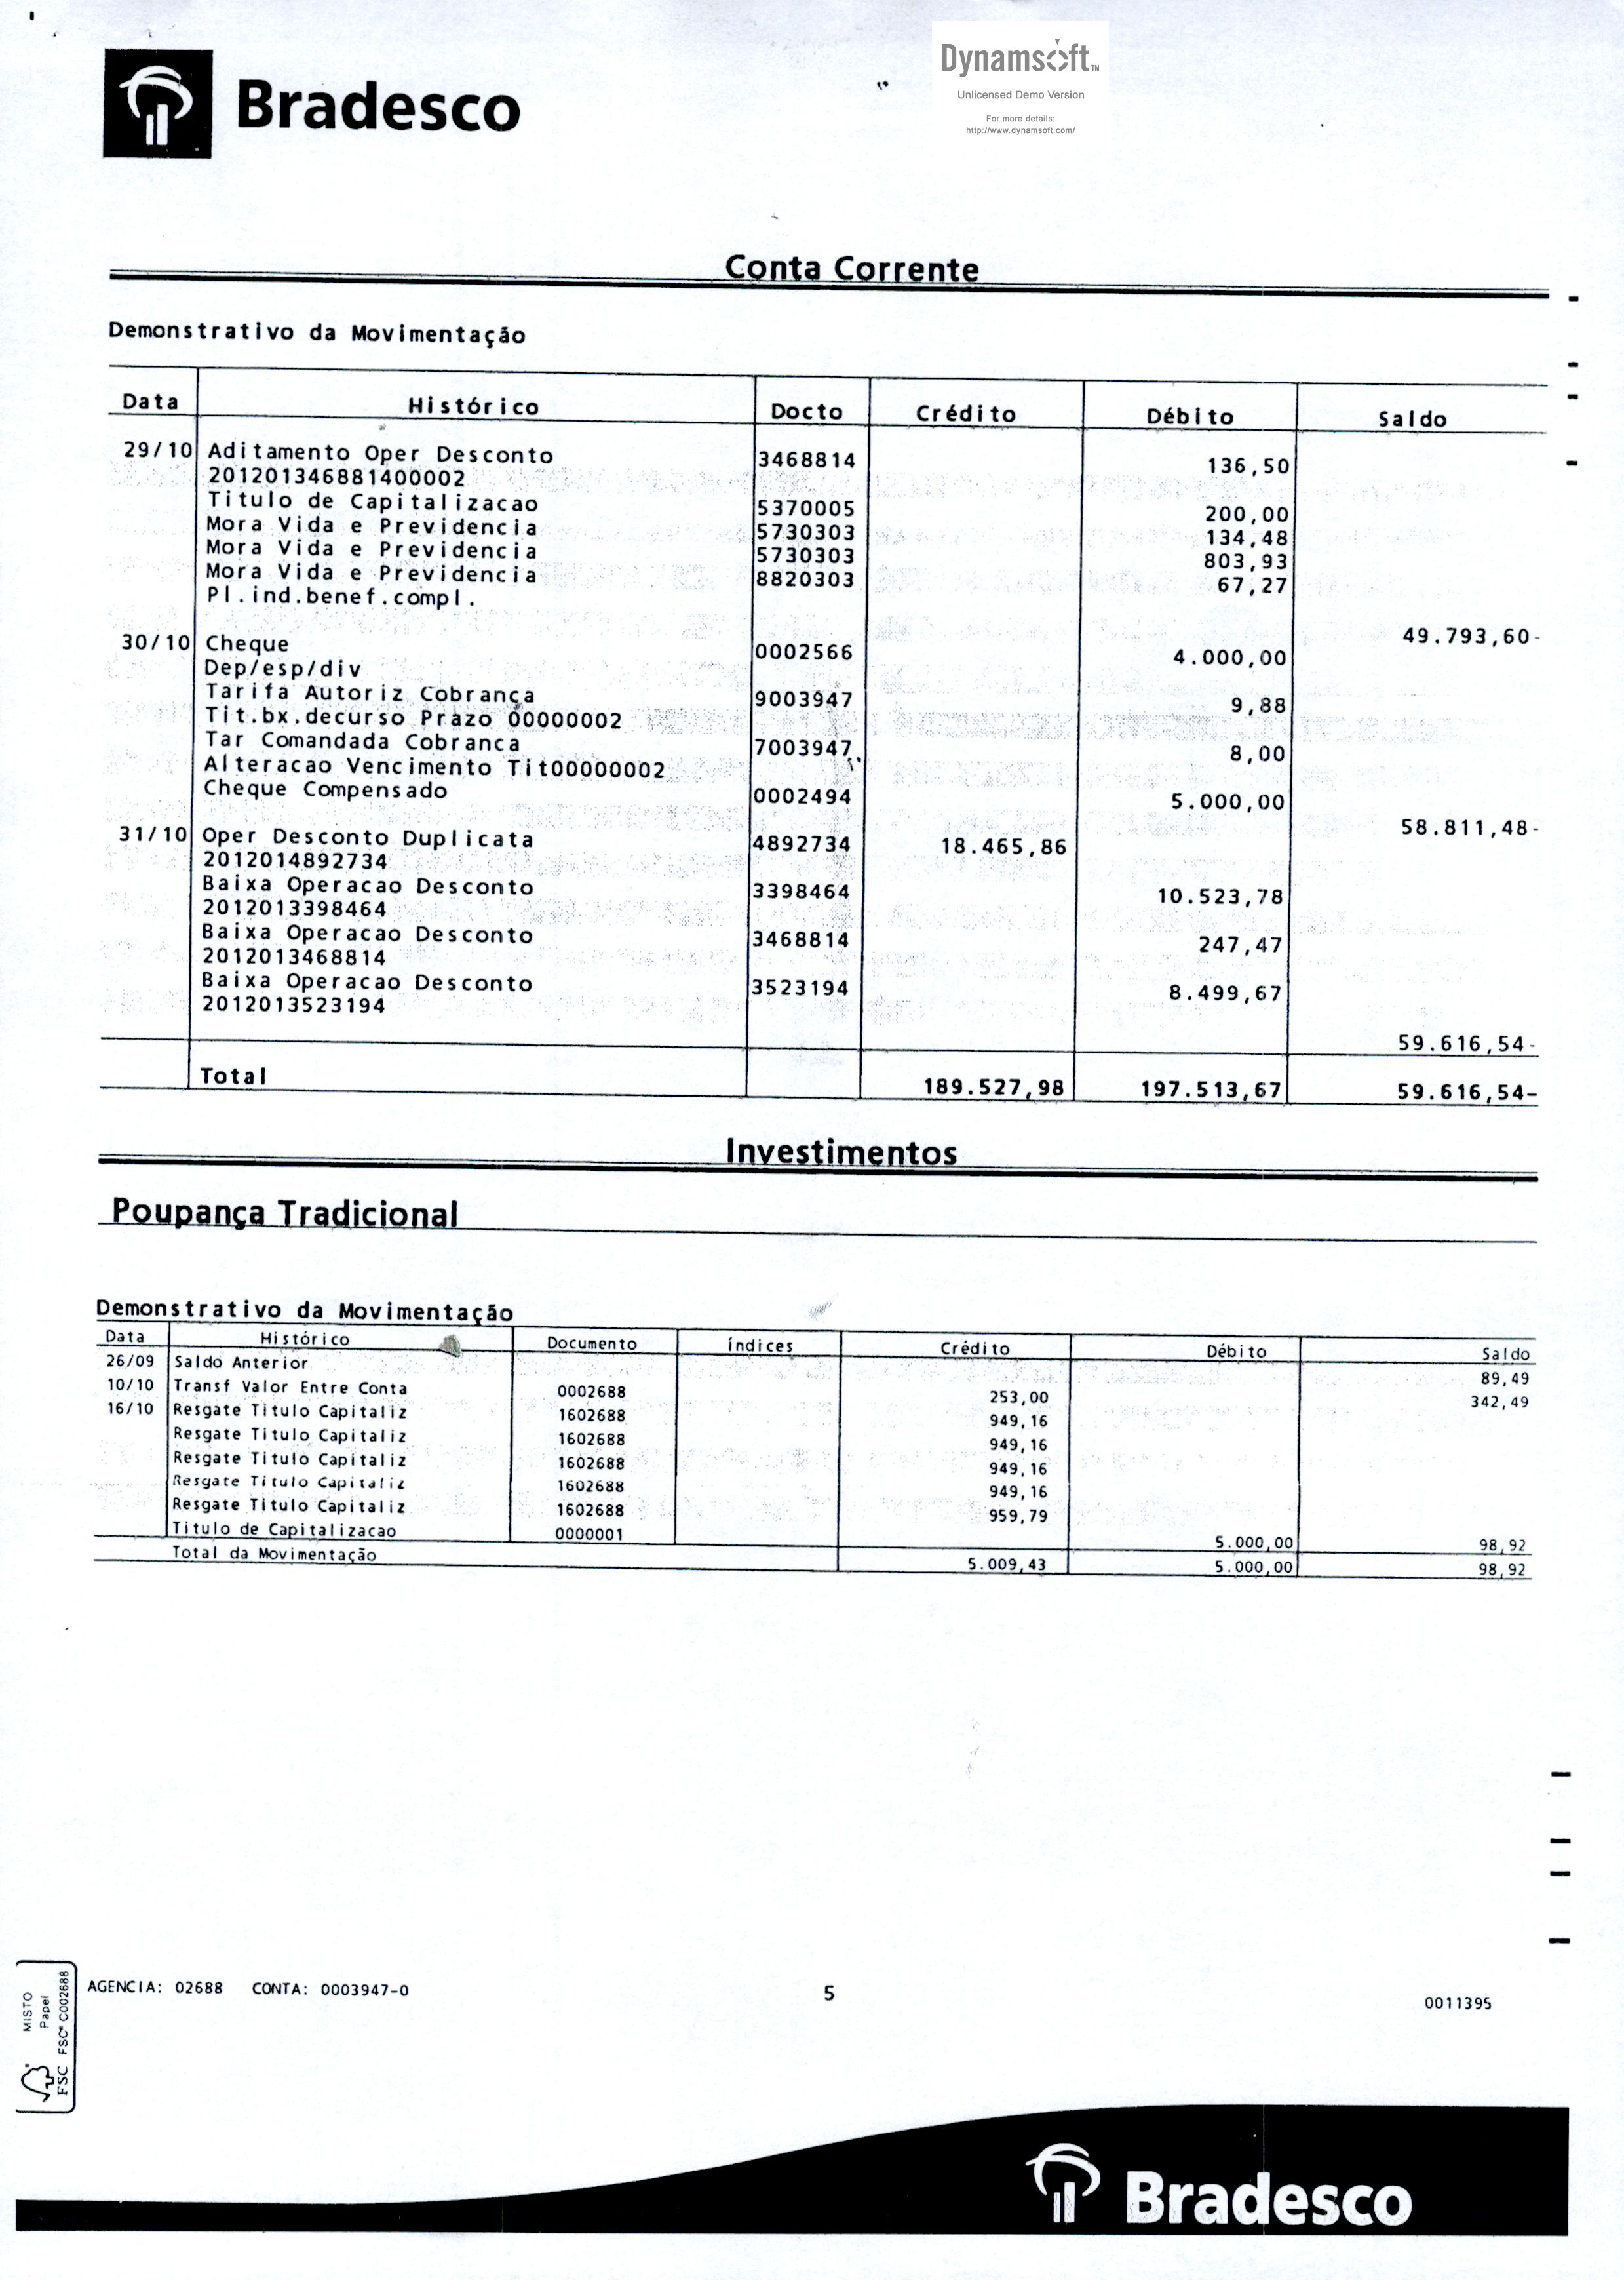 Bradesco
Dynamsoft™
Unlicensed Demo Version
For more details:
http://www.dynamsoft.com/
Conta Corrente
Demonstrativo da Movimentação
Data Histórico Docto Crédito Débito Saldo
29/10 Aditamento Oper Desconto 3468814 136,50
201201346881400002
Titulo de Capitalizacao 5370005 200,00
Mora Vida e Previdencia 5730303 134,48
Mora Vida e Previdencia 5730303 803,93
Mora Vida e Previdencia 8820303 67,27
Pl.ind.benef.compl.
49.793,60-
30/10 Cheque 0002566 4.000,00
Dep/esp/div
Tarifa Autoriz Cobrança 9003947 9,88
Tit.bx.decurso Prazo 00000002
Tar Comandada Cobranca 7003947 8,00
Alteracao Vencimento Tit00000002
Cheque Compensado 0002494 5.000,00
58.811,48-
31/10 Oper Desconto Duplicata 4892734 18.465,86
2012014892734
Baixa Operacao Desconto 3398464 10.523,78
2012013398464
Baixa Operacao Desconto 3468814 247,47
2012013468814
Baixa Operacao Desconto 3523194 8.499,67
2012013523194
59.616,54-
Total 189.527,98 197.513,67 59.616,54-
Investimentos
Poupança Tradicional
Demonstrativo da Movimentação
Data Histórico Documento índices Crédito Débito Saldo
26/09 Saldo Anterior 89,49
10/10 Transf Valor Entre Conta 0002688 253,00 342,49
16/10 Resgate Titulo Capitaliz 1602688 949,16
Resgate Titulo Capitaliz 1602688 949,16
Resgate Titulo Capitaliz 1602688 949,16
Resgate Titulo Capitaliz 1602688 949,16
Resgate Titulo Capitaliz 1602688 959,79
Titulo de Capitalizacao 0000001 5.000,00 98,92
Total da Movimentação 5.009,43 5.000,00 98,92
AGENCIA: 02688 CONTA: 0003947-0
5
0011395
MISTO
Papel
FSC FSC® C002688
Bradesco